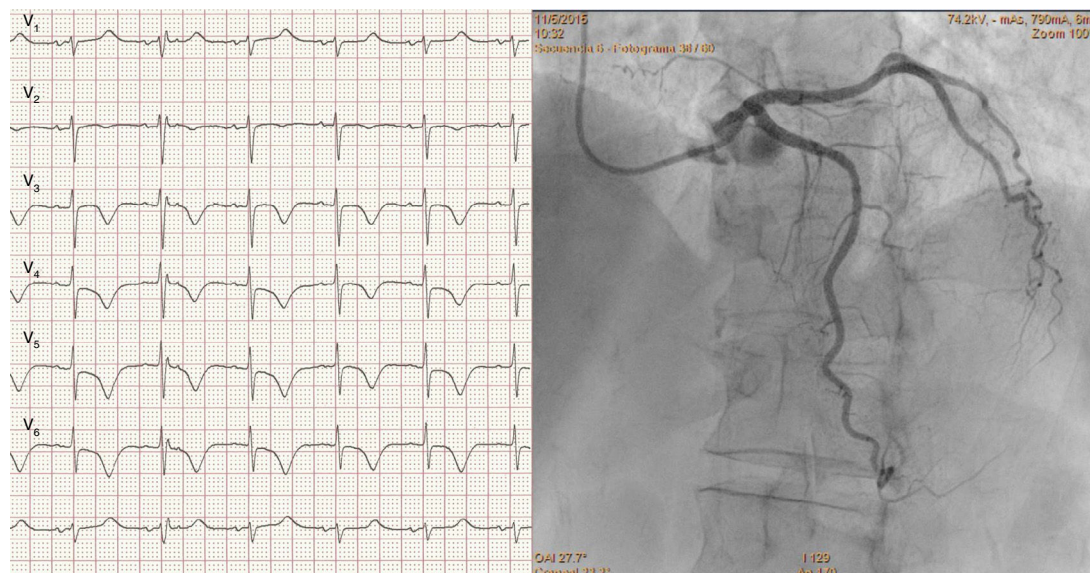 V1
V2
V3
V4
V5
V6
11/5/2015
10:32
Secuencia 6 - Fotograma 38 / 60
74.2kV, - mAs, 790mA, 6m
Zoom 100
OAI 27.7°
I 129